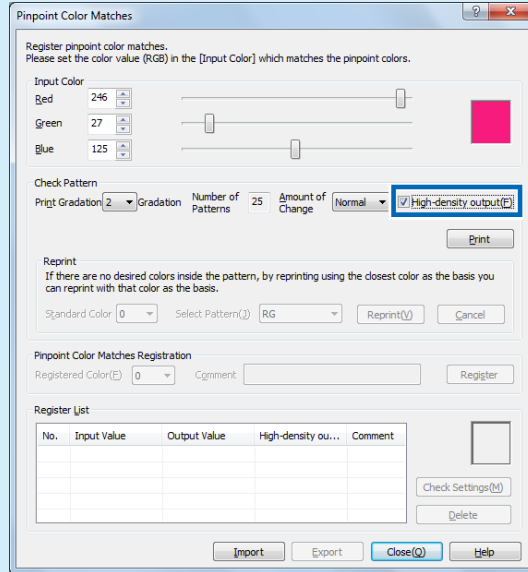 Pinpoint Color Matches
Register pinpoint color matches.
Please set the color value (RGB) in the [Input Color] which matches the pinpoint colors.
Input Color
Red 246
Green 27
Blue 125
Check Pattern
Print Gradation 2 Gradation Number of Patterns 25 Amount of Change Normal High-density output(F)
Print
Reprint
If there are no desired colors inside the pattern, by reprinting using the closest color as the basis you
can reprint with that color as the basis.
Standard Color 0 Select Pattern(J) RG Reprint(V) Cancel
Pinpoint Color Matches Registration
Registered Color(E) 0 Comment Register
Register List
No. Input Value Output Value High-density ou... Comment
Check Settings(M)
Delete
Import Export Close(O) Help